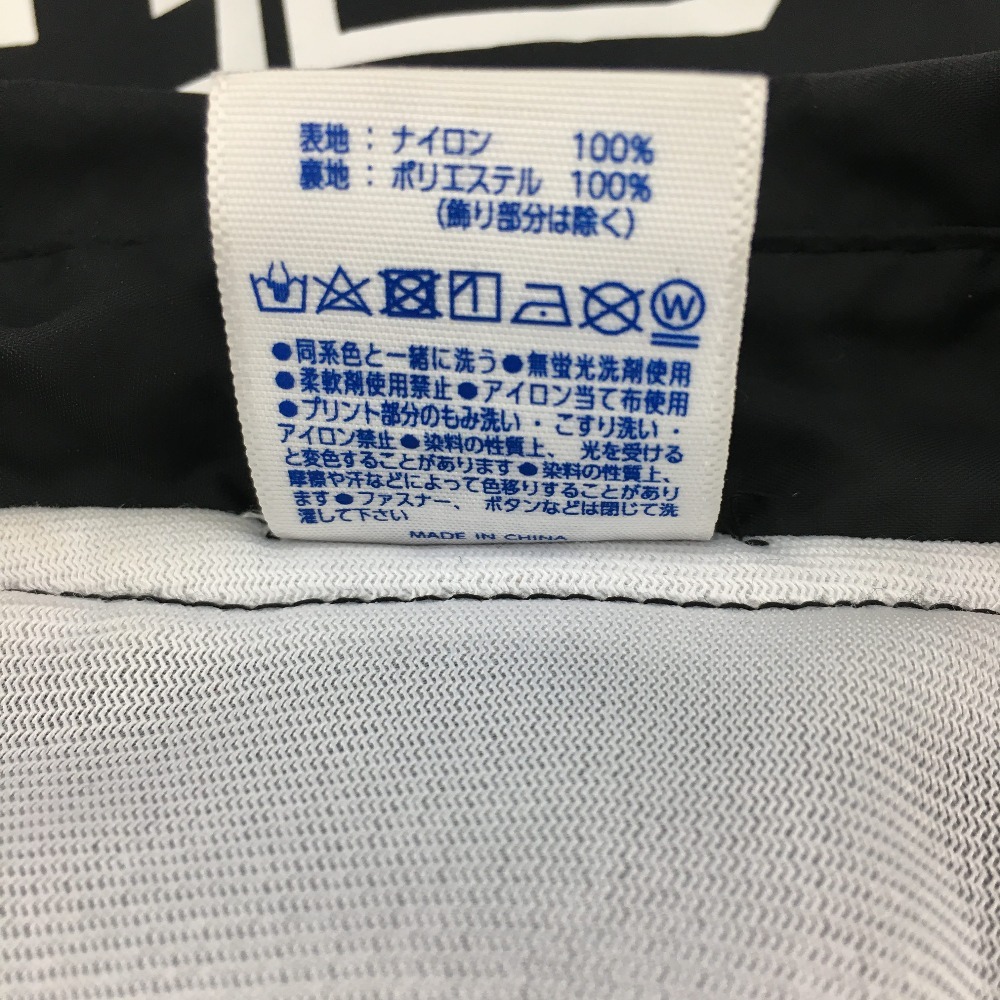 表地：ナイロン 100%
裏地：ポリエステル 100%
(飾り部分は除く)
W
●同系色と一緒に洗う●無蛍光洗剤使用
●柔軟剤使用禁止●アイロン当て布使用
●プリント部分のもみ洗い・こすり洗い・
アイロン禁止●染料の性質上、光を受ける
と変色することがあります●染料の性質上、
摩擦や汗などによって色移りすることがあり
ます●ファスナー、ボタンなどは閉じて洗
濯して下さい
MADE IN CHINA